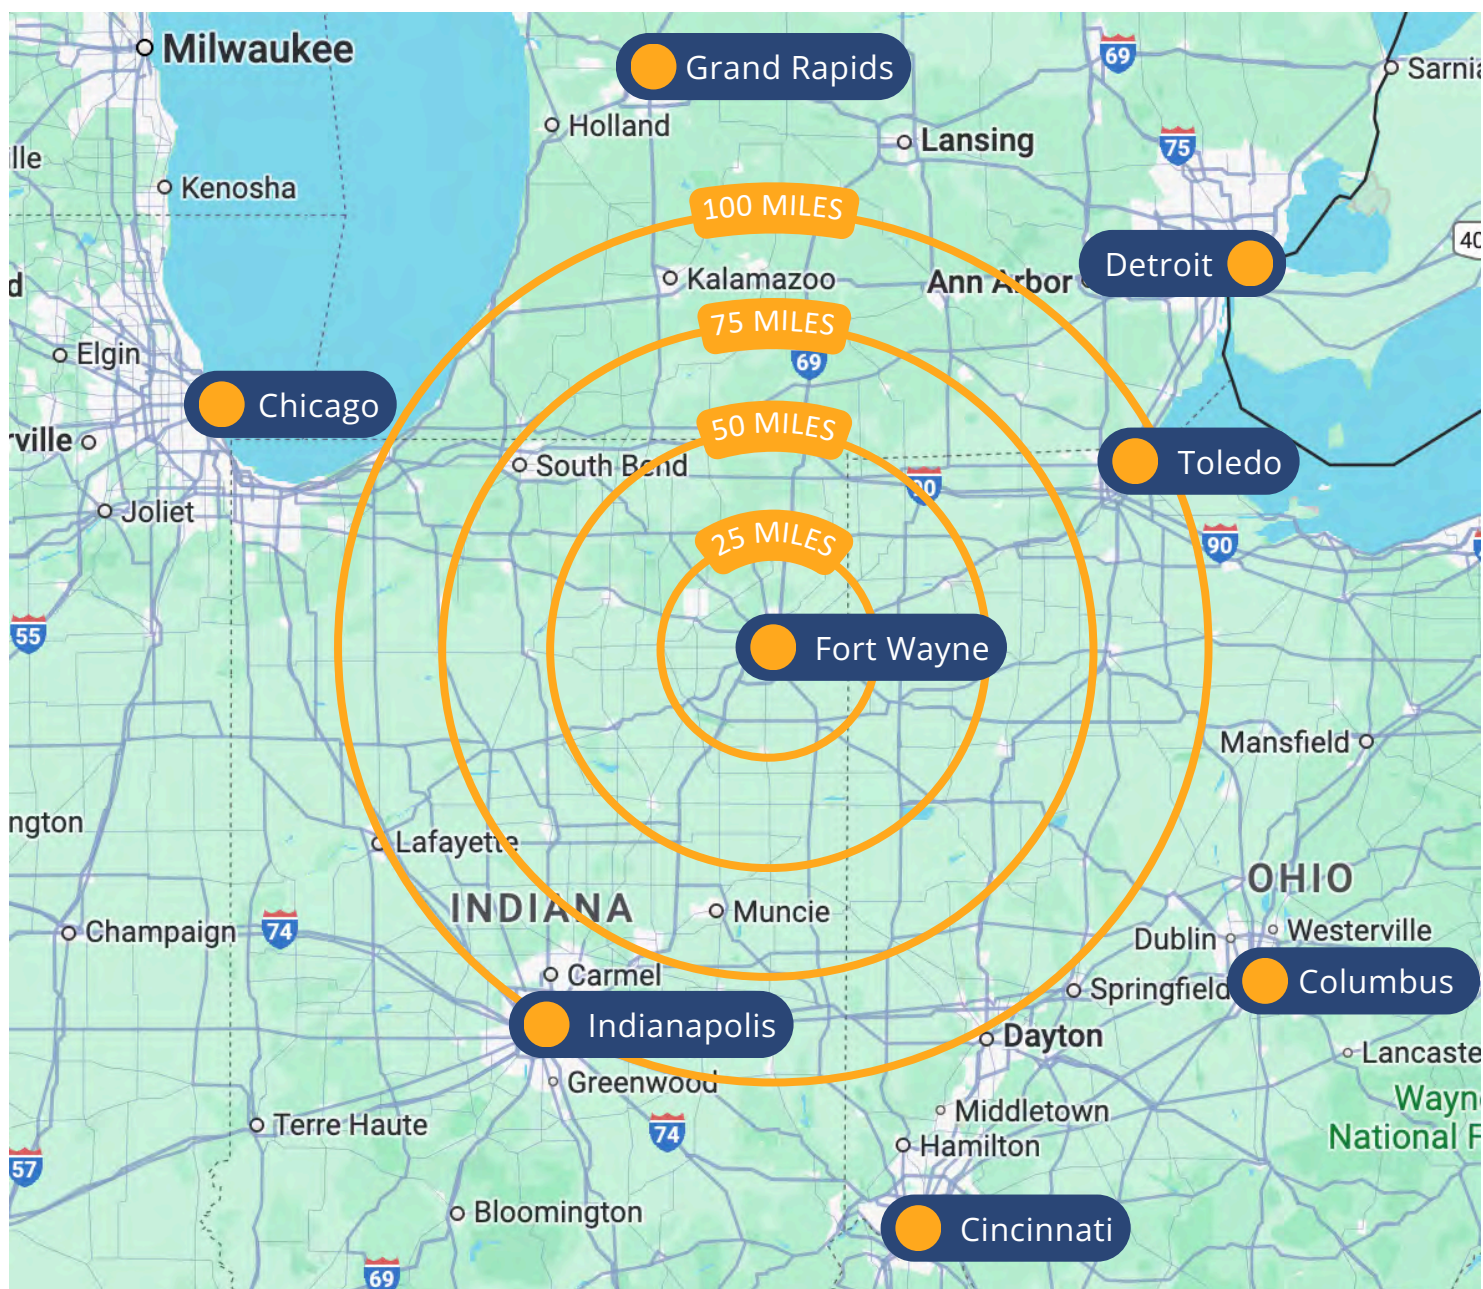 Milwaukee
Grand Rapids
69
Sarnia
Holland
Lansing
75
ille
Kenosha
100 MILES
40
Detroit
Kalamazoo
Ann Arbor
d
75 MILES
Elgin
69
Chicago
50 MILES
rville
South Bend
Toledo
90
Joliet
25 MILES
90
55
Fort Wayne
Mansfield
ngton
Lafayette
OHIO
INDIANA
Muncie
Champaign
74
Dublin
Westerville
Carmel
Springfield
Columbus
Indianapolis
Dayton
Lancaste
Greenwood
Wayn
National F
Middletown
Terre Haute
74
Hamilton
57
Bloomington
Cincinnati
69